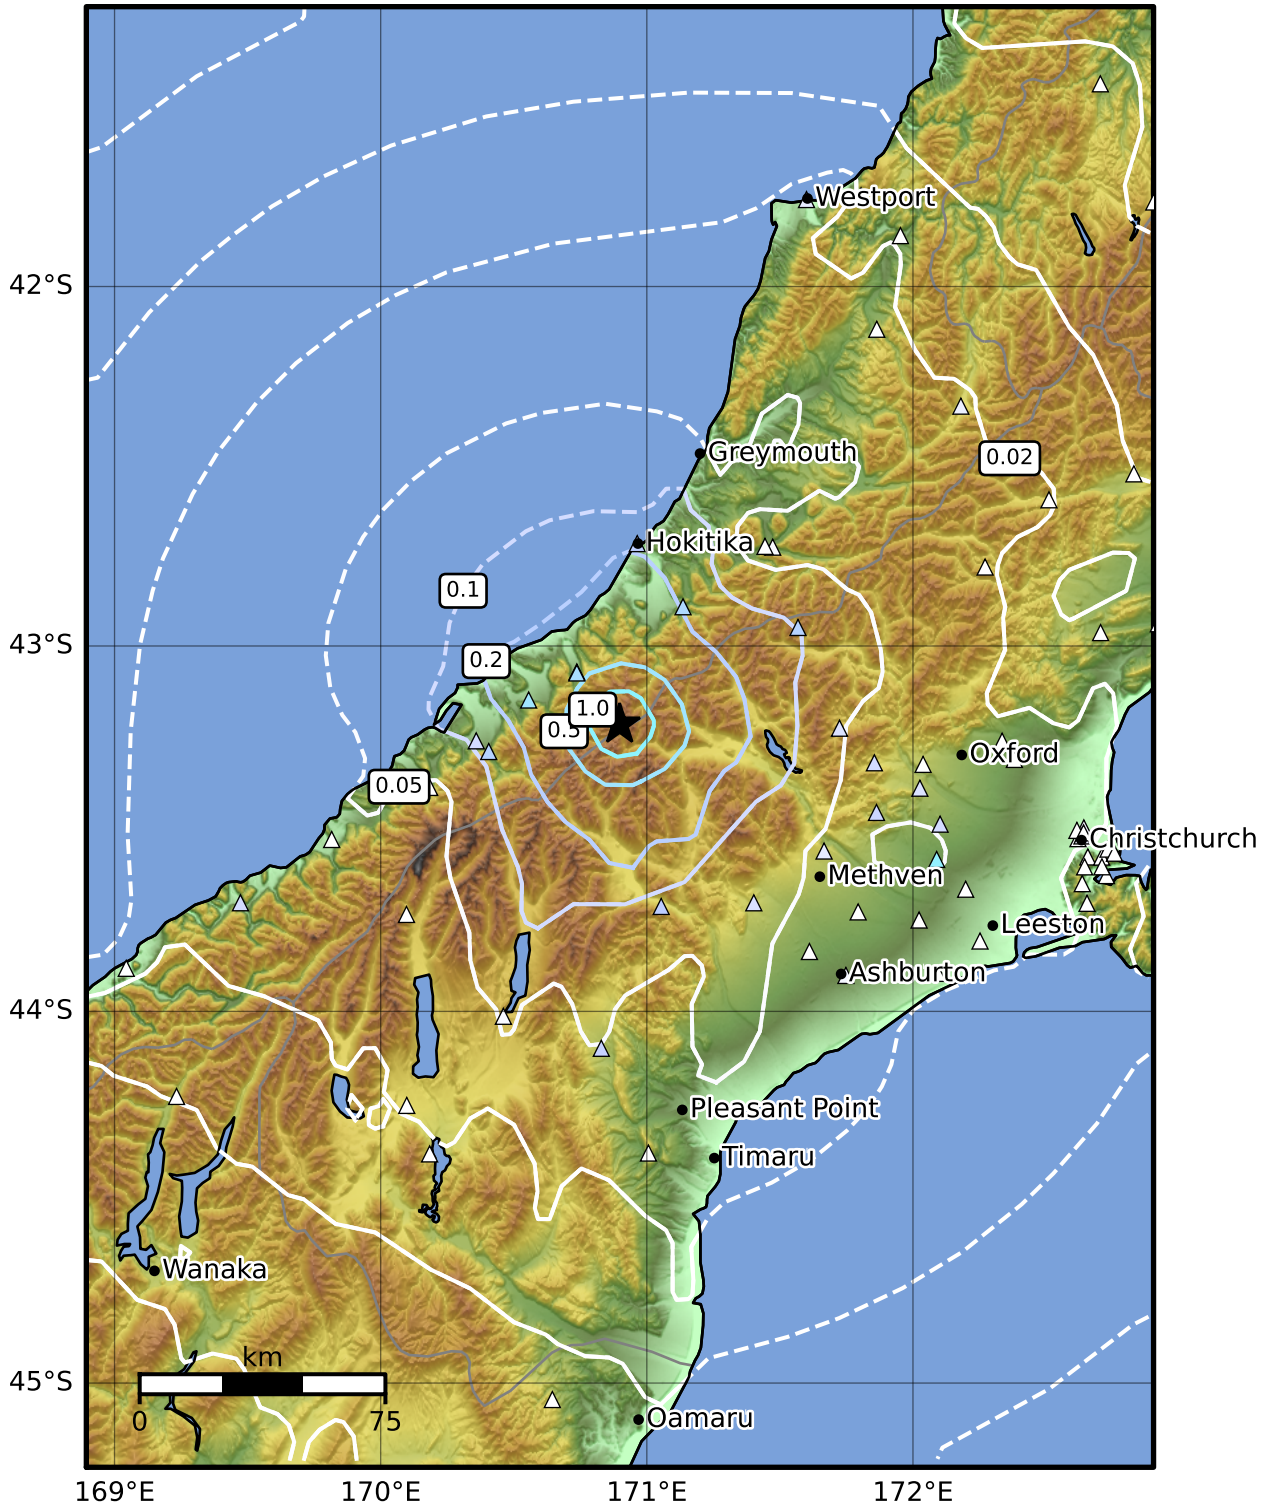 Westport
42°S
Greymouth
0.02
Hokitika
0.1
43°S
0.2
1.0
0.5
Oxford
0.05
Christchurch
Methven
Leeston
Ashburton
44°S
Pleasant Point
Timaru
Wanaka
km
45°S
0 75
Oamaru
169°E 170°E 171°E 172°E